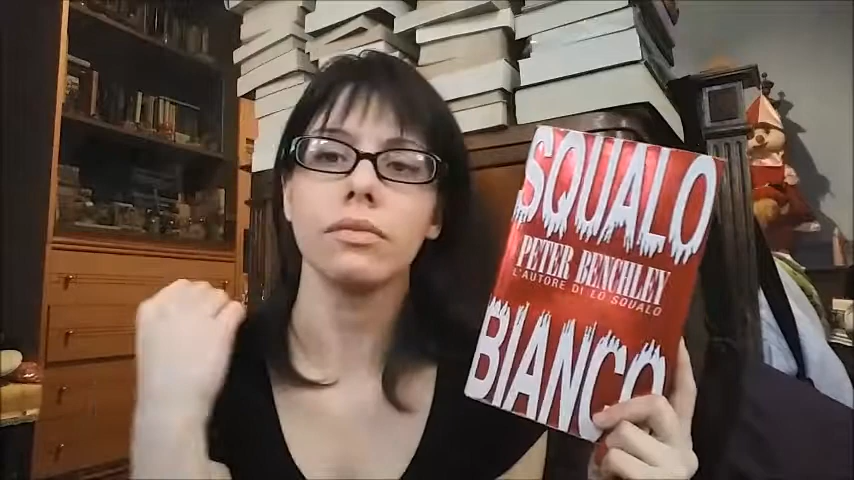 SQUALO
PETER BENCHLEY
L'AUTORE DI LO SQUALO
BIANCO